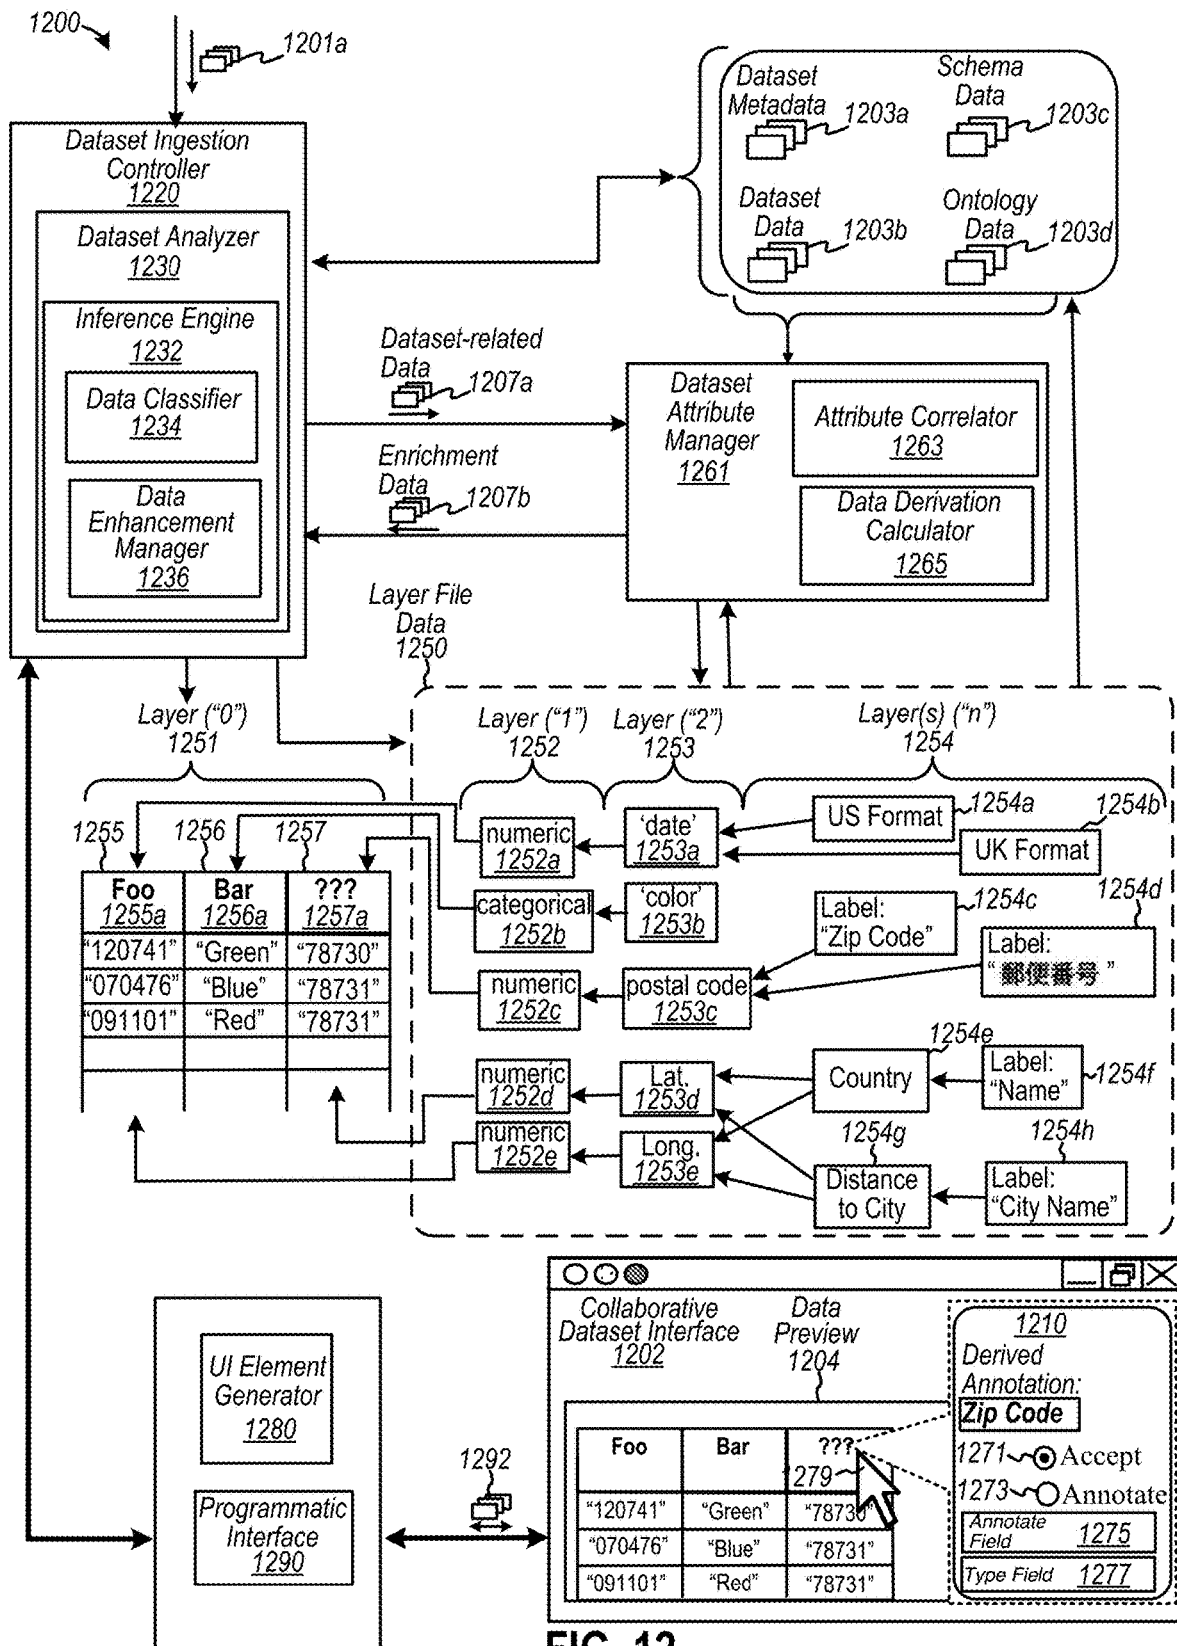 1200
1201a
Dataset Ingestion
Controller
1220
Dataset Analyzer
1230
Inference Engine
1232
Data Classifier
1234
Data
Enhancement
Manager
1236
Dataset
Metadata
1203a
Schema
Data
1203c
Dataset
Data
1203b
Ontology
Data
1203d
Dataset-related
Data
1207a
Enrichment
Data
1207b
Dataset
Attribute
Manager
1261
Attribute Correlator
1263
Data Derivation
Calculator
1265
Layer File
Data
1250
Layer ("0")
1251
Layer ("1")
1252
Layer ("2")
1253
Layer(s) ("n")
1254
1255
1256
1257
Foo
1255a
Bar
1256a
???
1257a
"120741"
"Green"
"78730"
"070476"
"Blue"
"78731"
"091101"
"Red"
"78731"
numeric
1252a
'date'
1253a
US Format
1254a
UK Format
1254b
categorical
1252b
'color'
1253b
Label:
"Zip Code"
1254c
Label:
"郵便番号"
1254d
numeric
1252c
postal code
1253c
numeric
1252d
Lat.
1253d
Country
1254e
Label:
"Name"
1254f
numeric
1252e
Long.
1253e
1254g
Distance
to City
1254h
Label:
"City Name"
UI Element
Generator
1280
Programmatic
Interface
1290
1292
Collaborative
Dataset Interface
1202
Data
Preview
1204
Foo
Bar
???
1279
"120741"
"Green"
"78730"
"070476"
"Blue"
"78731"
"091101"
"Red"
"78731"
1210
Derived
Annotation:
Zip Code
1271
Accept
1273
Annotate
Annotate
Field
1275
Type Field
1277
FIG. 12